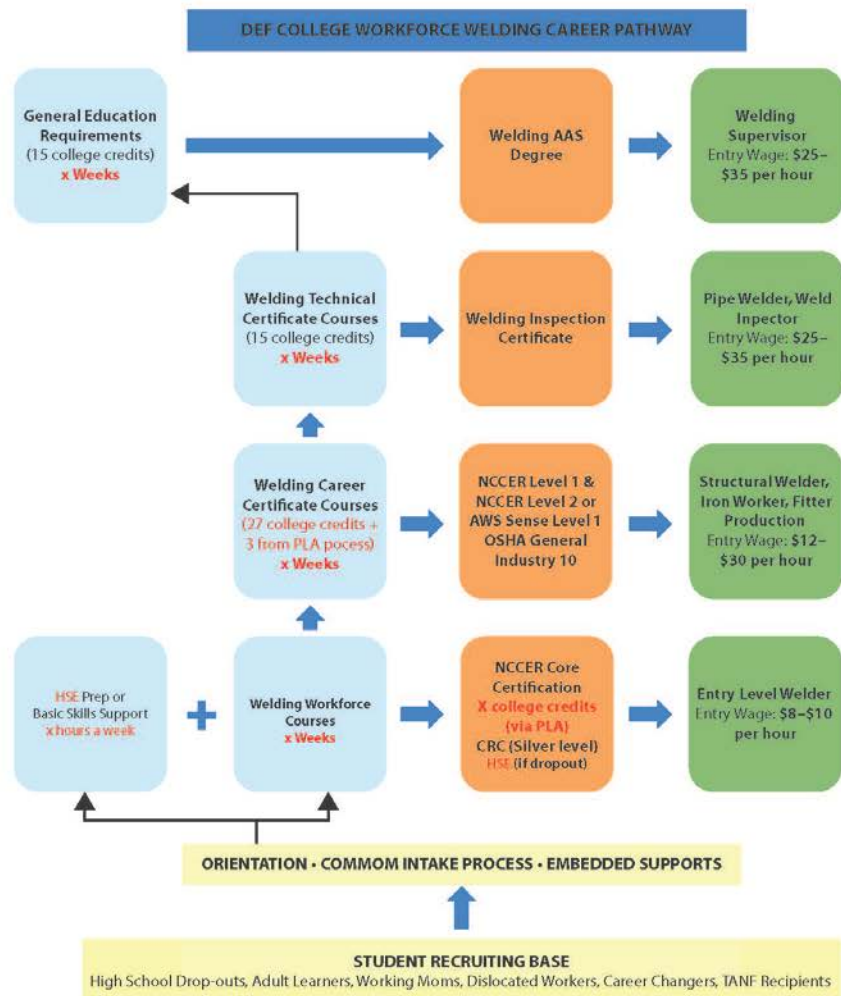 DEF COLLEGE WORKFORCE WELDING CAREER PATHWAY
General Education
Requirements
(15 college credits)
x Weeks
Welding AAS
Degree
Welding
Supervisor
Entry Wage: $25–
$35 per hour
Welding Technical
Certificate Courses
(15 college credits)
x Weeks
Welding Inspection
Certificate
Pipe Welder, Weld
Inpector
Entry Wage: $25–
$35 per hour
Welding Career
Certificate Courses
(27 college credits +
3 from PLA pocess)
x Weeks
NCCER Level 1 &
NCCER Level 2 or
AWS Sense Level 1
OSHA General
Industry 10
Structural Welder,
Iron Worker, Fitter
Production
Entry Wage: $12–
$30 per hour
HSE Prep or
Basic Skills Support
x hours a week
Welding Workforce
Courses
x Weeks
NCCER Core
Certification
X college credits
(via PLA)
CRC (Silver level)
HSE (if dropout)
Entry Level Welder
Entry Wage: $8–$10
per hour
ORIENTATION • COMMOM INTAKE PROCESS • EMBEDDED SUPPORTS
STUDENT RECRUITING BASE
High School Drop-outs, Adult Learners, Working Moms, Dislocated Workers, Career Changers, TANF Recipients